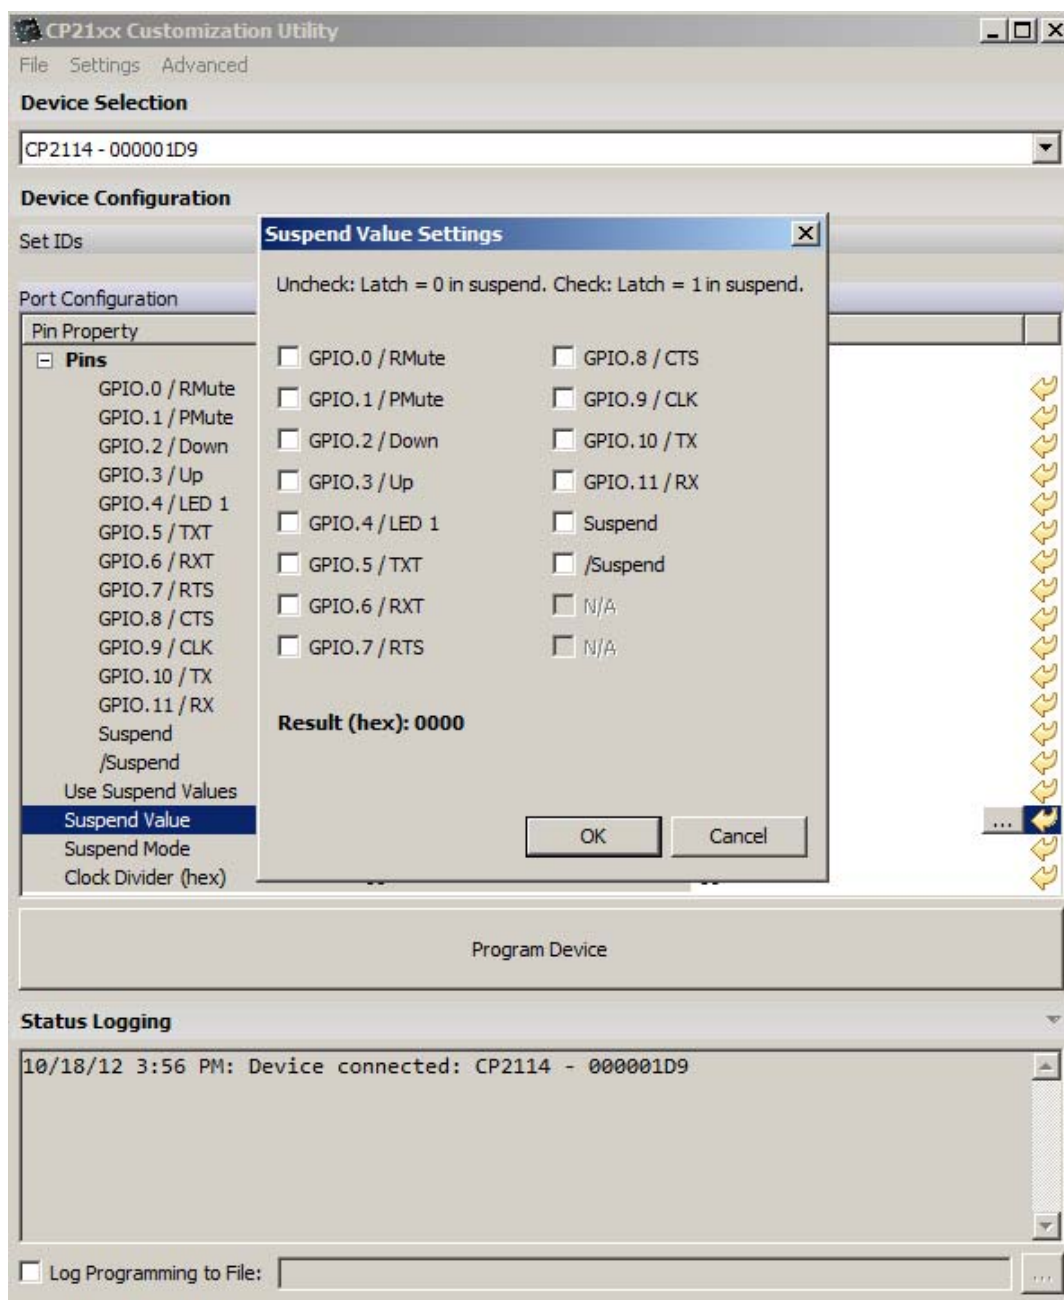 CP21xx Customization Utility
File Settings Advanced
Device Selection
CP2114 - 000001D9
Device Configuration
Set IDs
Port Configuration
Pin Property
Pins
GPIO.0 / RMute
GPIO.1 / PMute
GPIO.2 / Down
GPIO.3 / Up
GPIO.4 / LED 1
GPIO.5 / TXT
GPIO.6 / RXT
GPIO.7 / RTS
GPIO.8 / CTS
GPIO.9 / CLK
GPIO.10 / TX
GPIO.11 / RX
Suspend
/Suspend
Use Suspend Values
Suspend Value
...
Suspend Mode
Clock Divider (hex)
Suspend Value Settings
Uncheck: Latch = 0 in suspend. Check: Latch = 1 in suspend.
GPIO.0 / RMute
GPIO.1 / PMute
GPIO.2 / Down
GPIO.3 / Up
GPIO.4 / LED 1
GPIO.5 / TXT
GPIO.6 / RXT
GPIO.7 / RTS
GPIO.8 / CTS
GPIO.9 / CLK
GPIO.10 / TX
GPIO.11 / RX
Suspend
/Suspend
N/A
N/A
Result (hex): 0000
OK Cancel
Program Device
Status Logging
10/18/12 3:56 PM: Device connected: CP2114 - 000001D9
Log Programming to File:
...